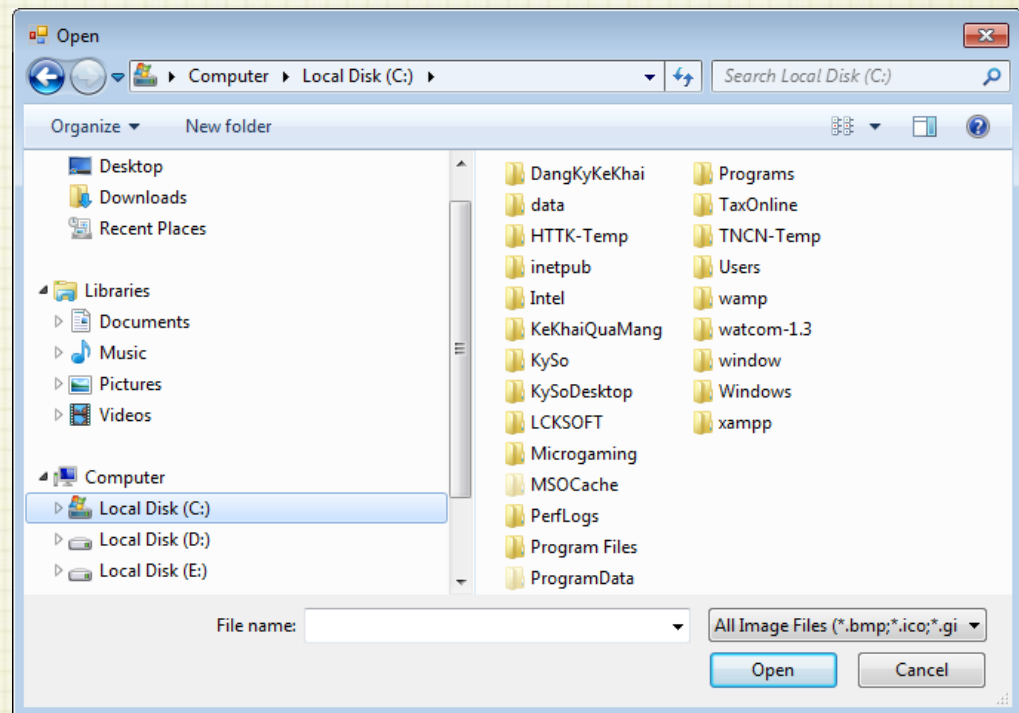 Open
Computer Local Disk (C:)
Search Local Disk (C:)
Organize
New folder
Desktop
Downloads
Recent Places
Libraries
Documents
Music
Pictures
Videos
Computer
Local Disk (C:)
Local Disk (D:)
Local Disk (E:)
DangKyKeKhai
data
HTTK-Temp
inetpub
Intel
KeKhaiQuaMang
KySo
KySoDesktop
LCKSOFT
Microgaming
MSOCache
PerfLogs
Program Files
ProgramData
Programs
TaxOnline
TNCN-Temp
Users
wamp
watcom-1.3
window
Windows
xampp
File name:
All Image Files (*.bmp;*.ico;*.gi
Open
Cancel